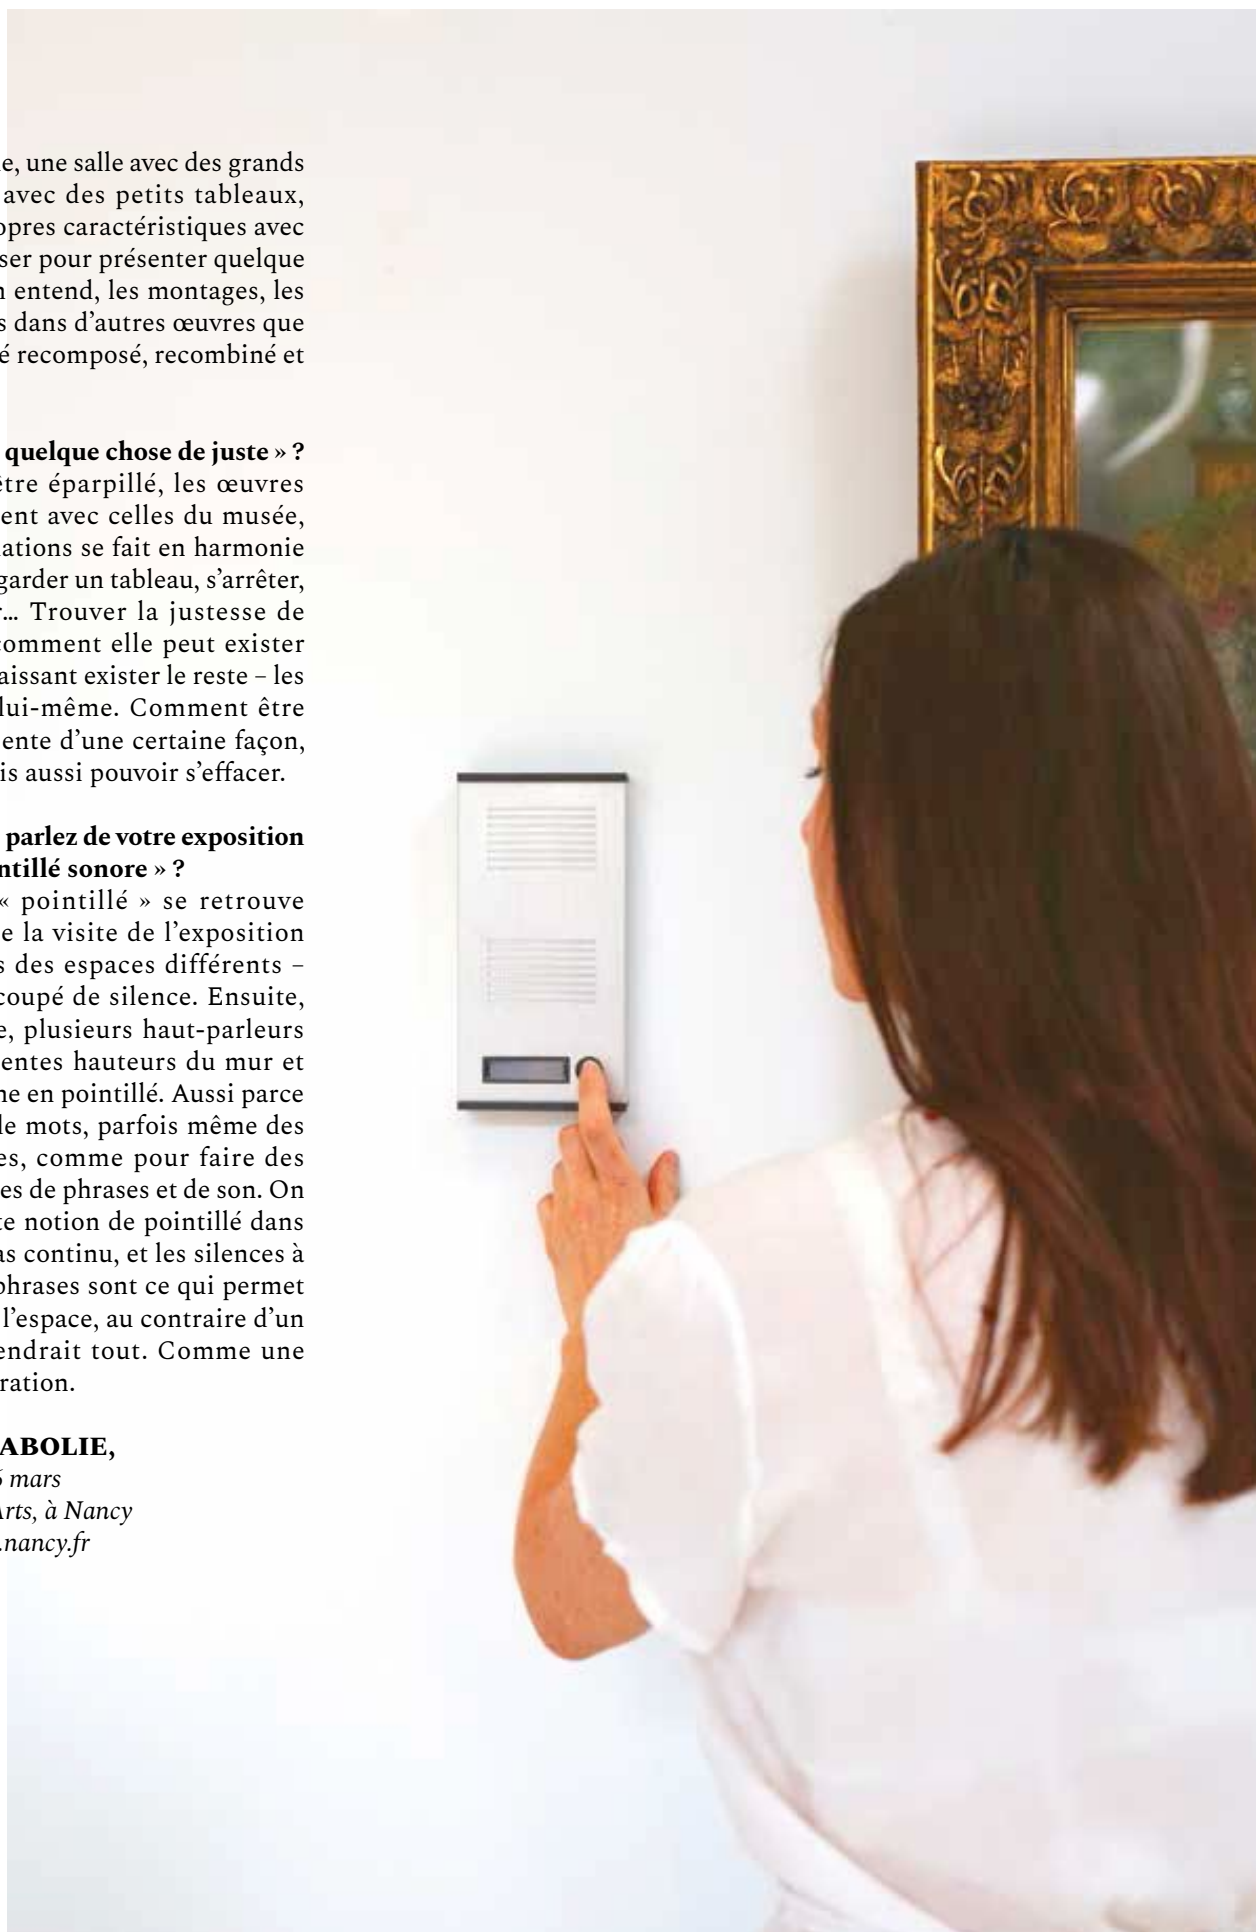 e, une salle avec des grands
avec des petits tableaux,
opres caractéristiques avec
ser pour présenter quelque
n entend, les montages, les
s dans d'autres œuvres que
é recomposé, recombiné et
quelque chose de juste » ?
être éparpillé, les œuvres
ent avec celles du musée,
ations se fait en harmonie
garder un tableau, s'arrêter,
r... Trouver la justesse de
comment elle peut exister
aissant exister le reste – les
lui-même. Comment être
ente d'une certaine façon,
is aussi pouvoir s'effacer.
parlez de votre exposition
ntillé sonore » ?
« pointillé » se retrouve
e la visite de l'exposition
s des espaces différents –
coupé de silence. Ensuite,
e, plusieurs haut-parleurs
entes hauteurs du mur et
ne en pointillé. Aussi parce
de mots, parfois même des
es, comme pour faire des
es de phrases et de son. On
te notion de pointillé dans
as continu, et les silences à
phrases sont ce qui permet
l'espace, au contraire d'un
endrait tout. Comme une
ration.
ABOLIE,
6 mars
Arts, à Nancy
.nancy.fr